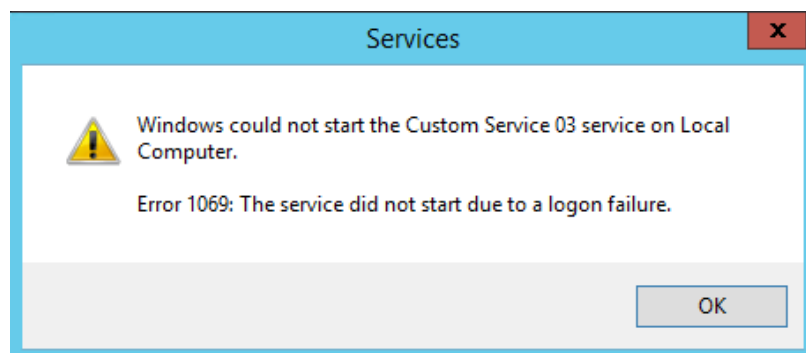 Services
x
Windows could not start the Custom Service 03 service on Local
Computer.
Error 1069: The service did not start due to a logon failure.
OK